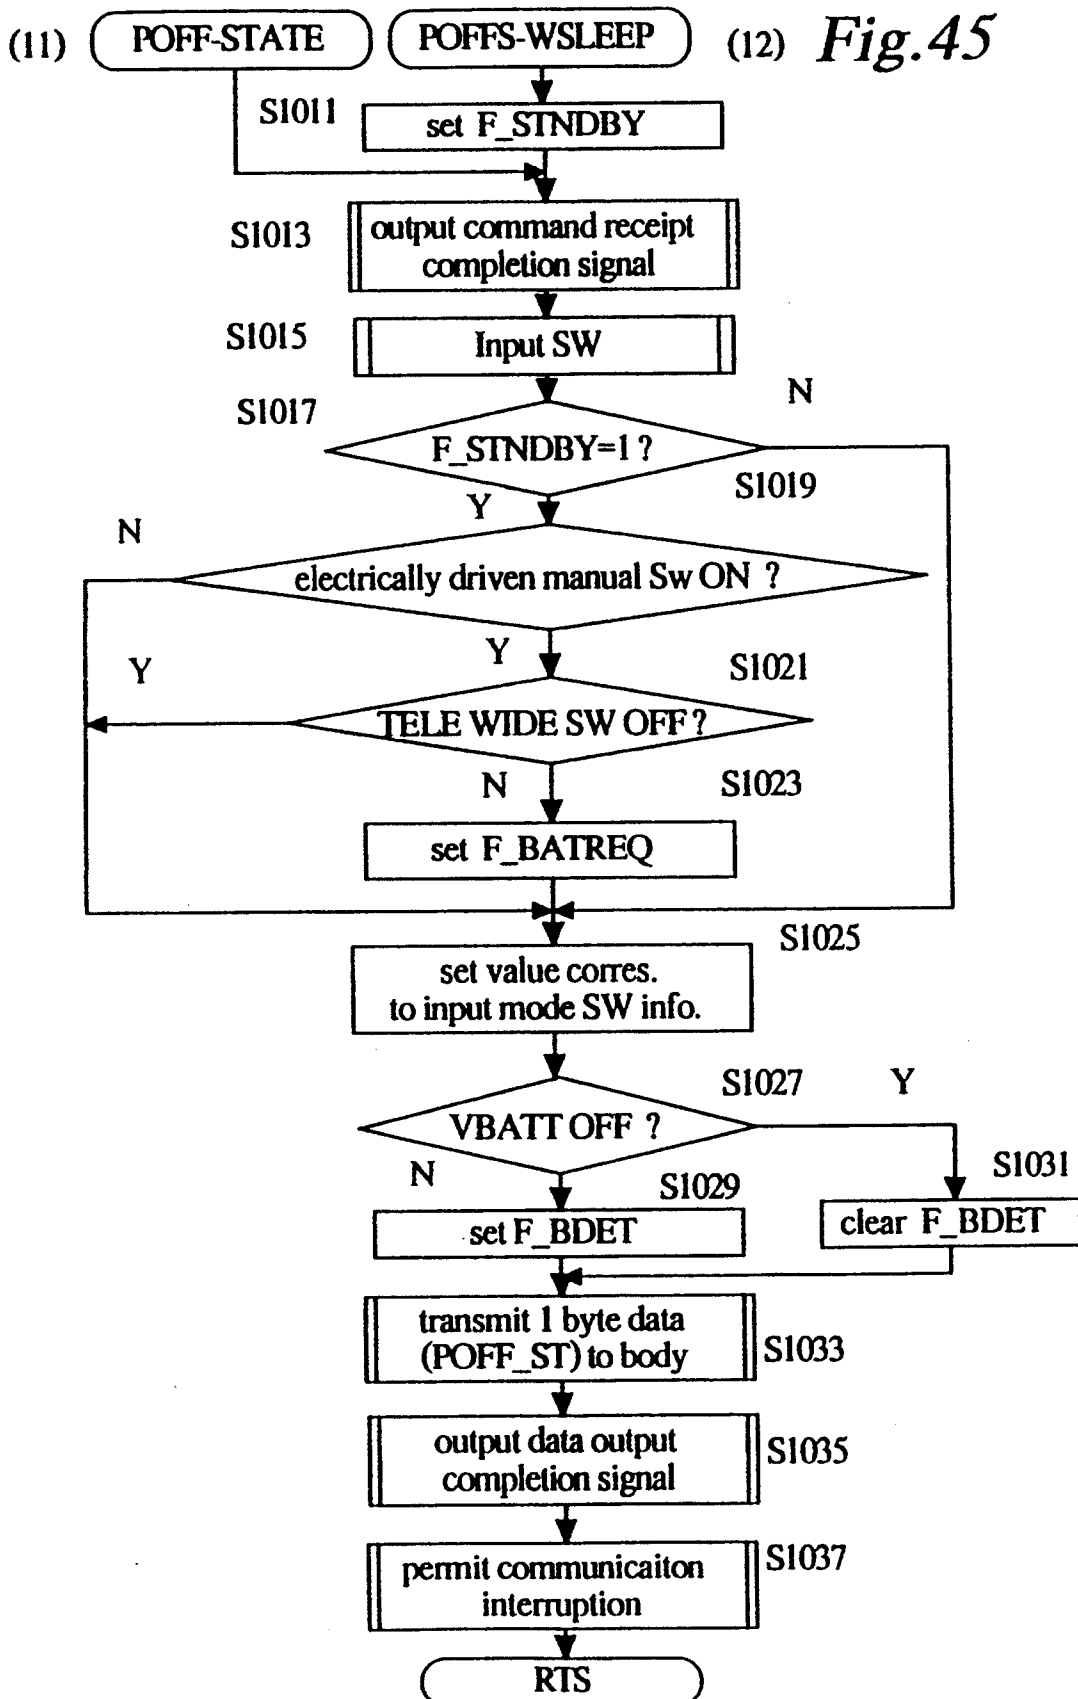 (11) POFF-STATE POFFS-WSLEEP (12) Fig.45
S1011
set F_STNDBY
S1013
output command receipt
completion signal
S1015
Input SW
S1017
N
F_STNDBY=1 ?
S1019
Y
N
electrically driven manual Sw ON ?
Y
Y
S1021
TELE WIDE SW OFF ?
N
S1023
set F_BATREQ
S1025
set value corres.
to input mode SW info.
S1027
Y
VBATT OFF ?
N
S1029
S1031
set F_BDET
clear F_BDET
transmit 1 byte data
(POFF_ST) to body
S1033
output data output
completion signal
S1035
permit communicaiton
interruption
S1037
RTS